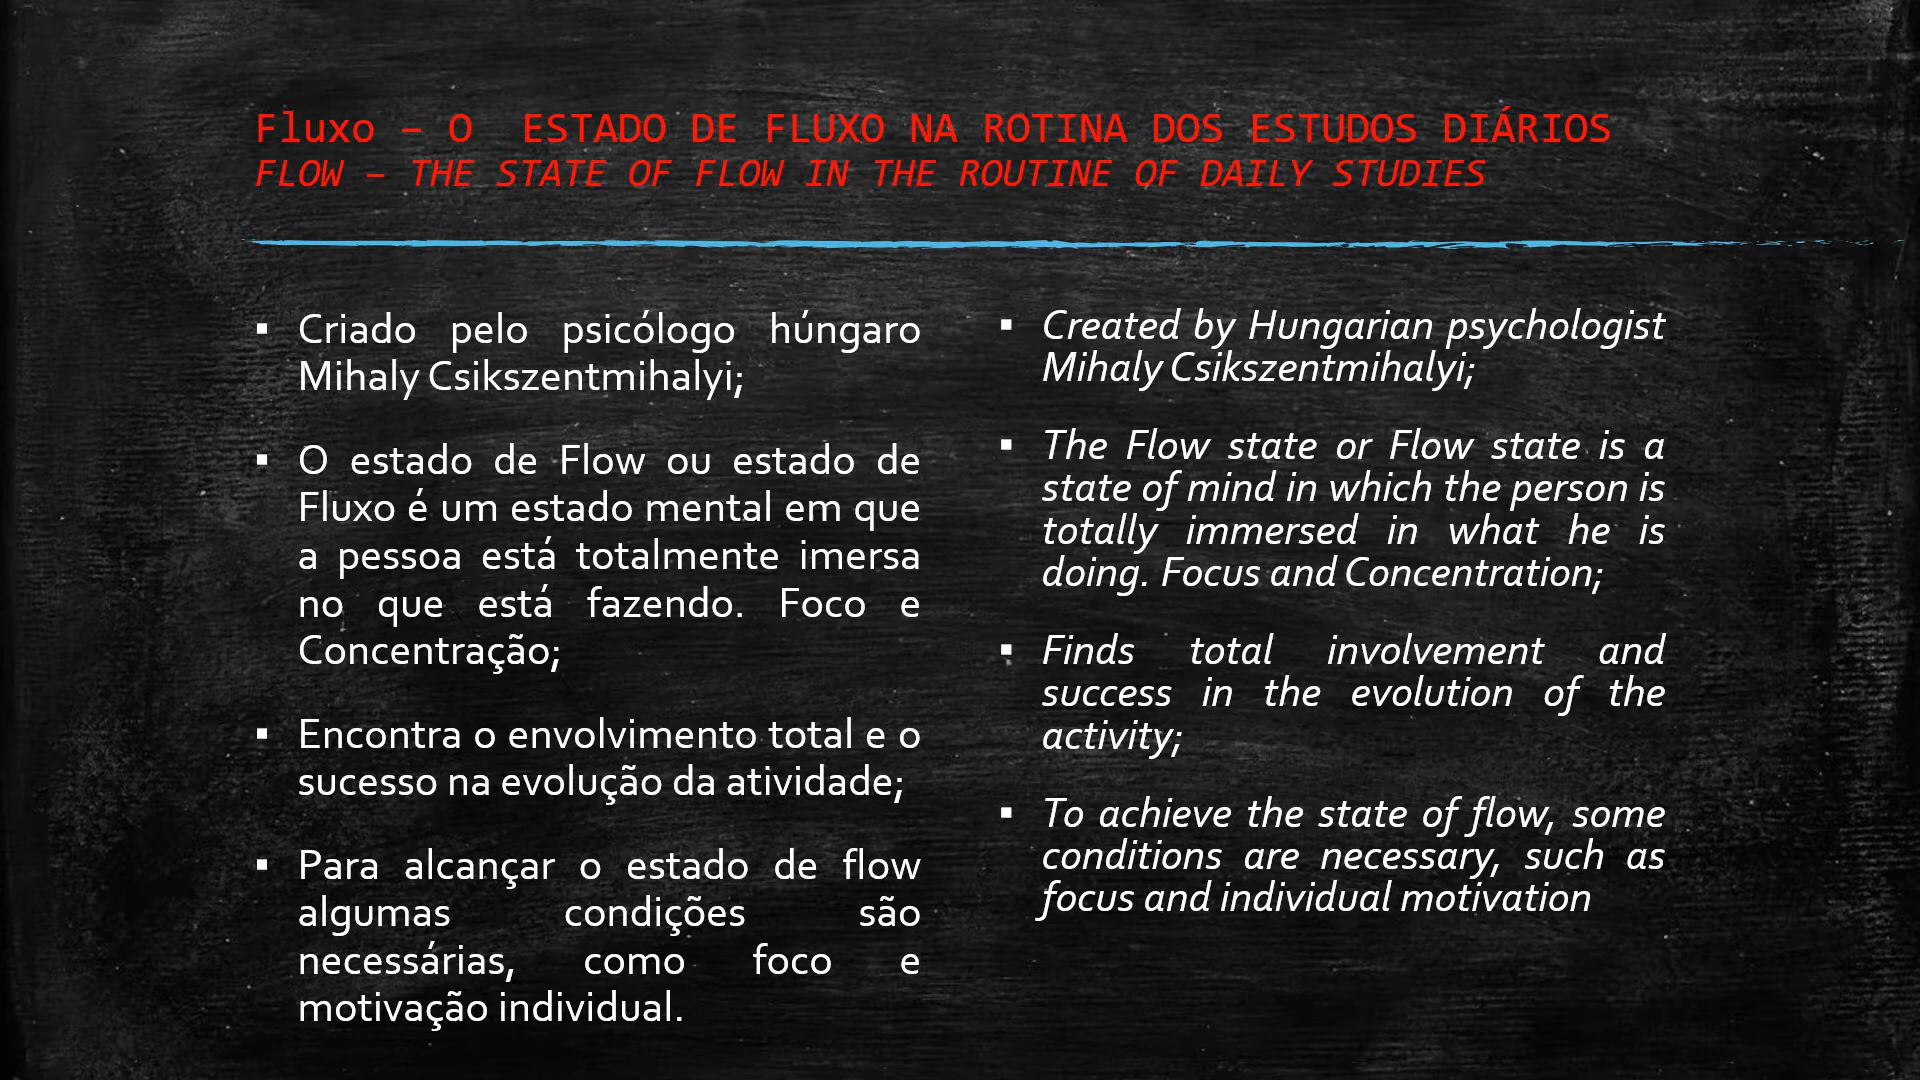 Fluxo – O ESTADO DE FLUXO NA ROTINA DOS ESTUDOS DIÁRIOS
FLOW – THE STATE OF FLOW IN THE ROUTINE OF DAILY STUDIES
▪ Criado pelo psicólogo húngaro
Mihaly Csikszentmihalyi;
▪ O estado de Flow ou estado de
Fluxo é um estado mental em que
a pessoa está totalmente imersa
no que está fazendo. Foco e
Concentração;
▪ Encontra o envolvimento total e o
sucesso na evolução da atividade;
▪ Para alcançar o estado de flow
algumas condições são
necessárias, como foco e
motivação individual.
▪ Created by Hungarian psychologist
Mihaly Csikszentmihalyi;
▪ The Flow state or Flow state is a
state of mind in which the person is
totally immersed in what he is
doing. Focus and Concentration;
▪ Finds total involvement and
success in the evolution of the
activity;
▪ To achieve the state of flow, some
conditions are necessary, such as
focus and individual motivation